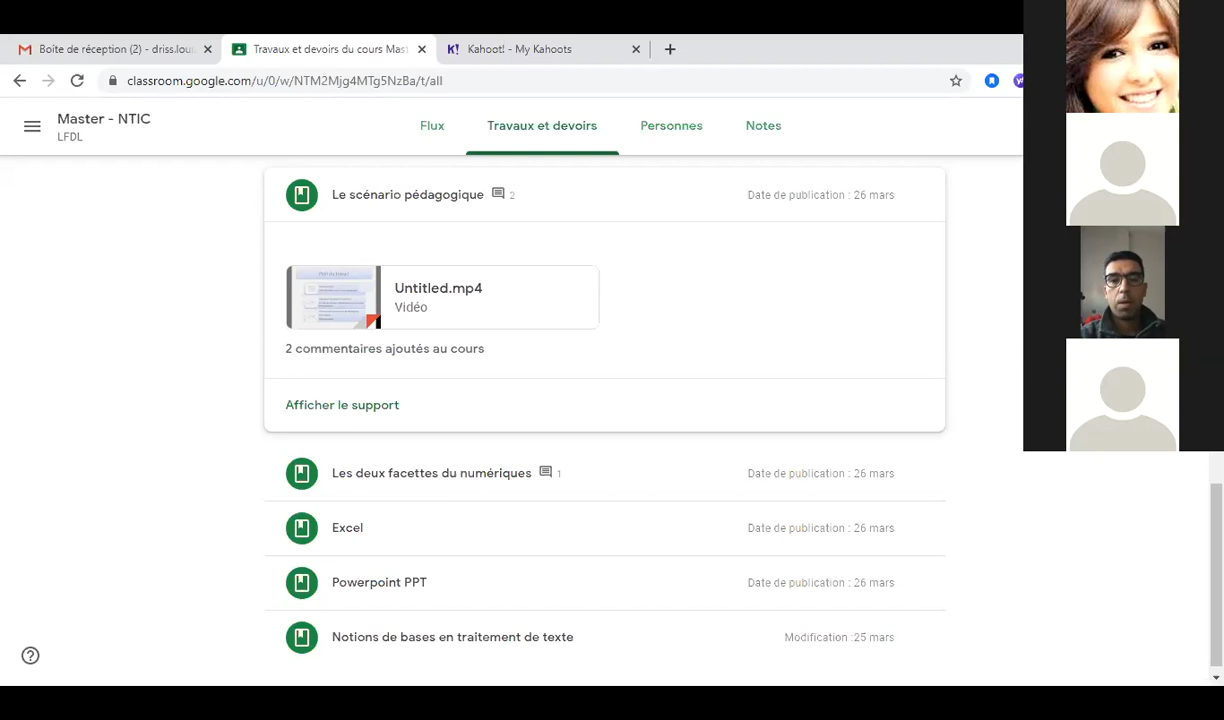 Boîte de réception (2) - driss.lou
Travaux et devoirs du cours Mas
Kahoot! - My Kahoots
classroom.google.com/u/0/w/NTM2Mjg4MTg5NzBa/t/all
Master - NTIC
LFDL
Flux
Travaux et devoirs
Personnes
Notes
Le scénario pédagogique 2
Date de publication : 26 mars
Untitled.mp4
Vidéo
2 commentaires ajoutés au cours
Afficher le support
Les deux facettes du numériques 1
Date de publication : 26 mars
Excel
Date de publication : 26 mars
Powerpoint PPT
Date de publication : 26 mars
Notions de bases en traitement de texte
Modification :25 mars